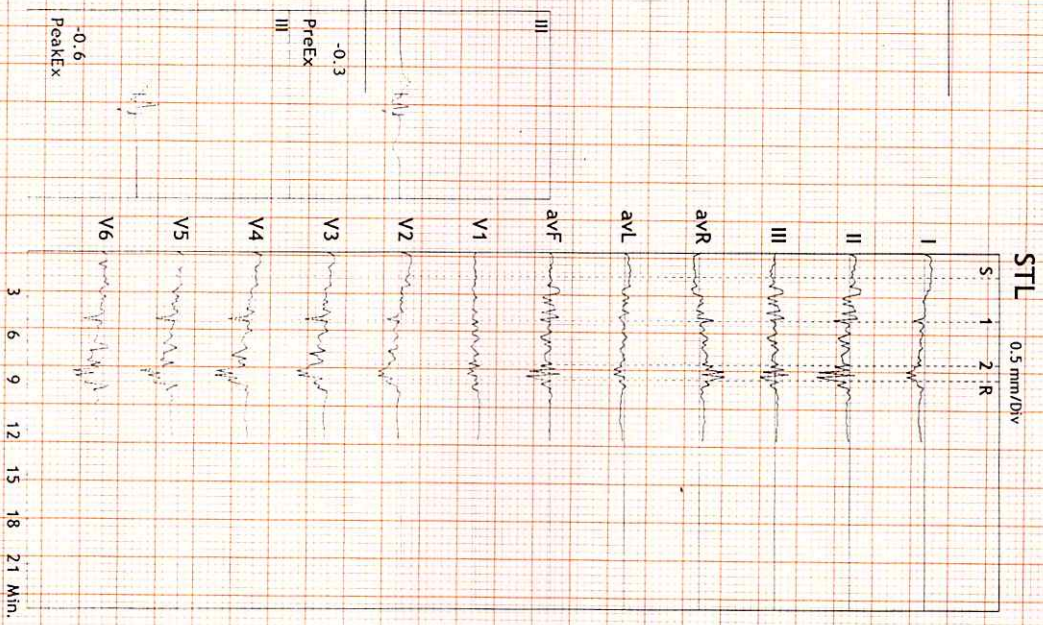 STL 0.5 mm/Div
S 1 2 R
I
II
III
avR
avL
avF
V1
V2
V3
V4
V5
V6
3 6 9 12 15 18 21 Min.
III
-0.3
PreEx
III
-0.6
PeakEx